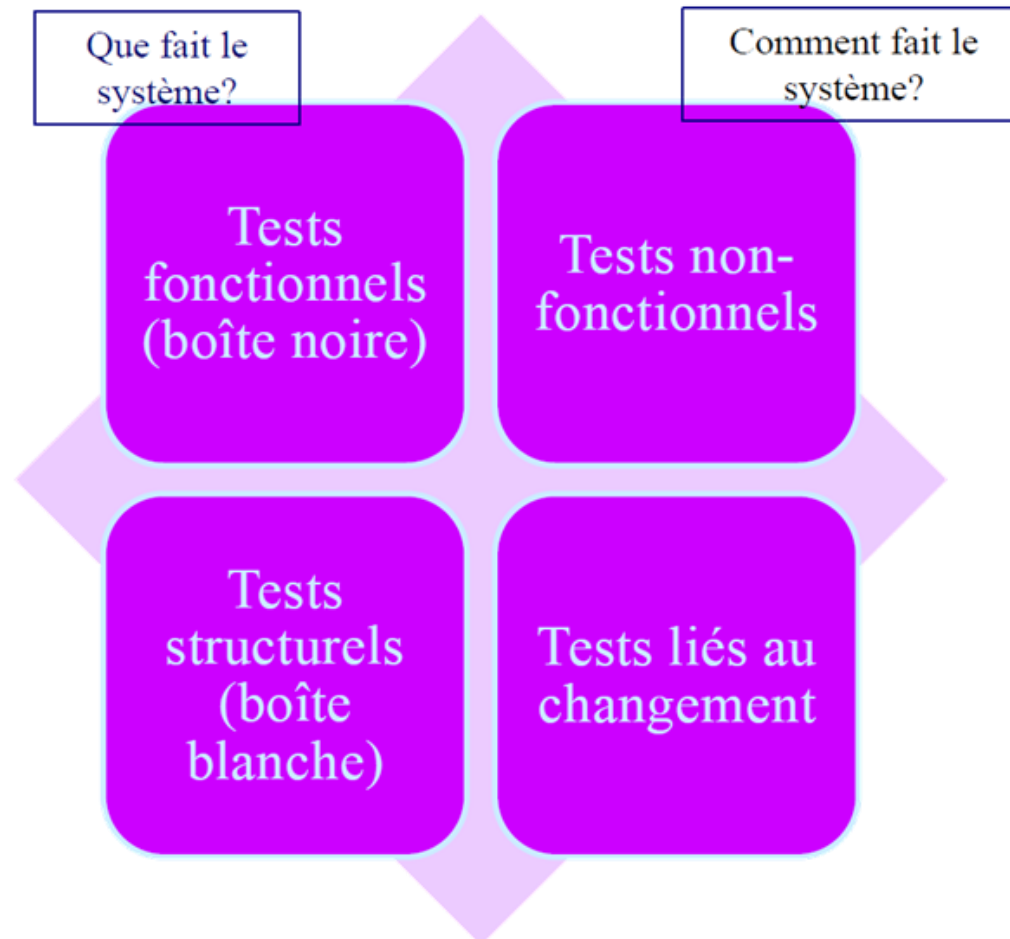 Que fait le
système?
Comment fait le
système?
Tests
fonctionnels
(boîte noire)
Tests non-
fonctionnels
Tests
structurels
(boîte
blanche)
Tests liés au
changement